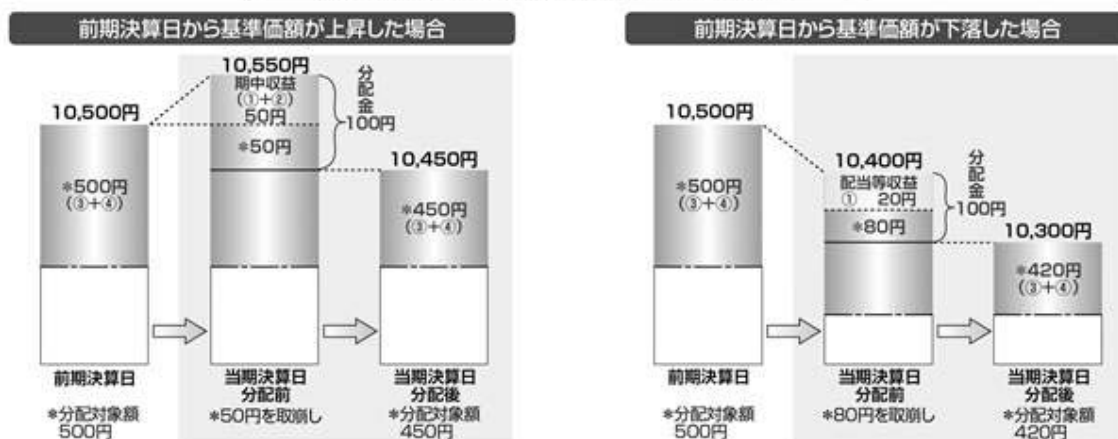 前期決算日から基準価額が上昇した場合
10,550円
期中収益
(①+②)
50円
分配金
100円
10,500円
*50円
10,450円
*500円
(③+④)
*450円
(③+④)
前期決算日
当期決算日
分配前
当期決算日
分配後
*分配対象額
500円
*50円を取崩し
*分配対象額
450円
前期決算日から基準価額が下落した場合
10,500円
10,400円
配当等収益
① 20円
分配金
100円
*500円
(③+④)
*80円
10,300円
*420円
(③+④)
前期決算日
当期決算日
分配前
当期決算日
分配後
*分配対象額
500円
*80円を取崩し
*分配対象額
420円